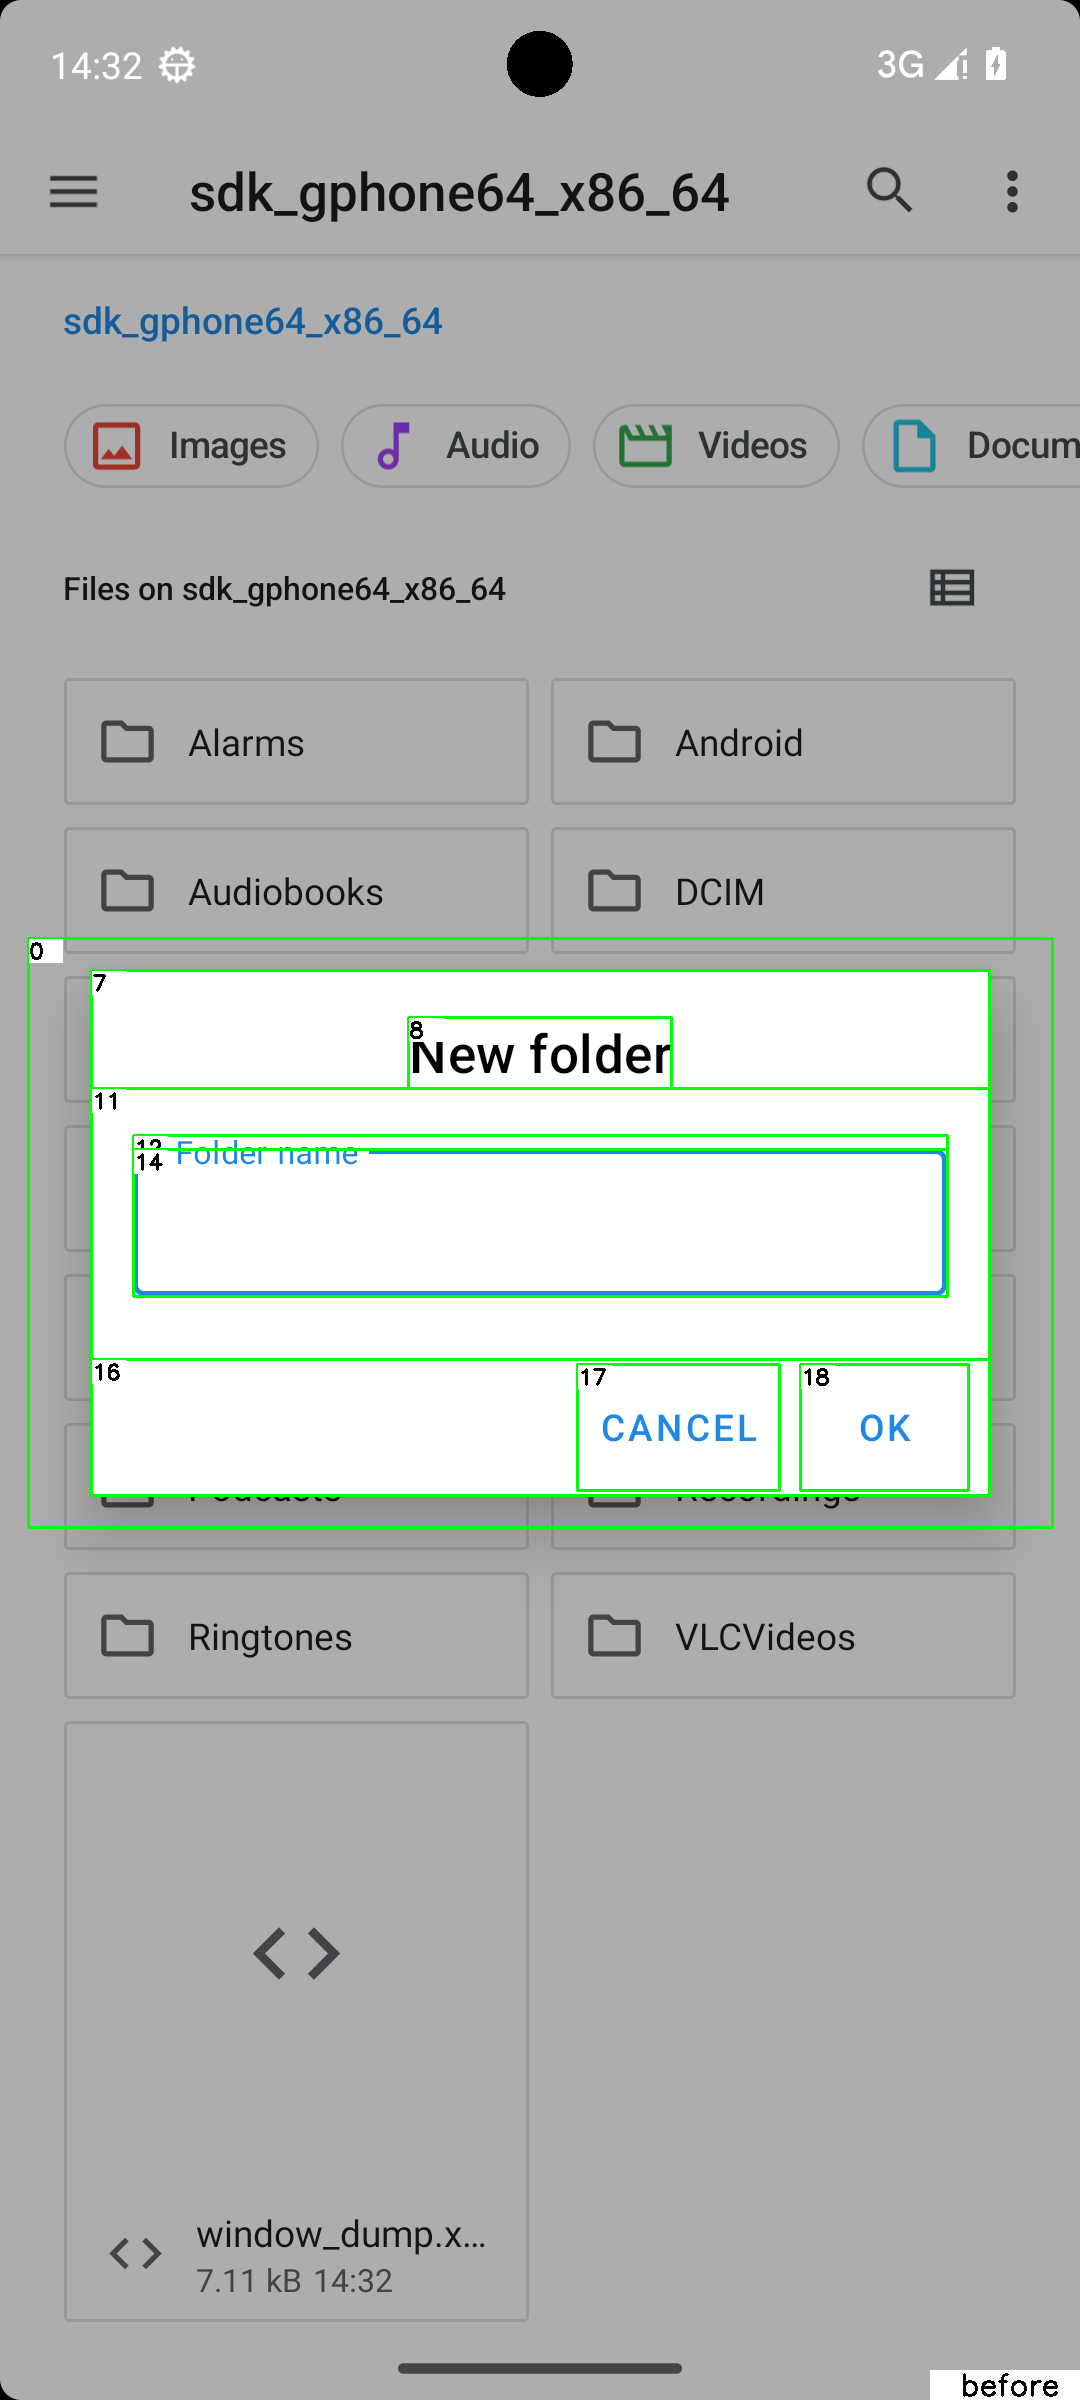 14:32
3G
sdk_gphone64_x86_64
sdk_gphone64_x86_64
Images
Audio
Videos
Docum
Files on sdk_gphone64_x86_64
Alarms
Android
Audiobooks
DCIM
0
7
8
New folder
11
14
Folder name
16
17
CANCEL
18
OK
Podcasts
Recordings
Ringtones
VLCVideos
window_dump.x...
7.11 kB 14:32
before